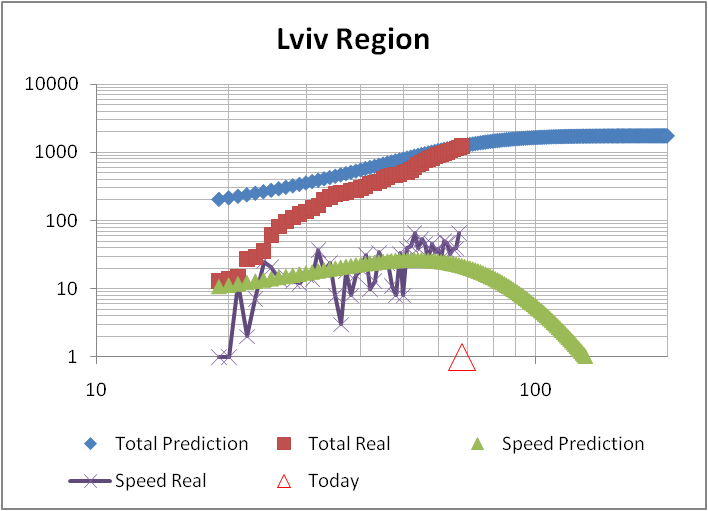 Lviv Region
10000
1000
100
10
1
10 100
Total Prediction Total Real Speed Prediction
Speed Real Today